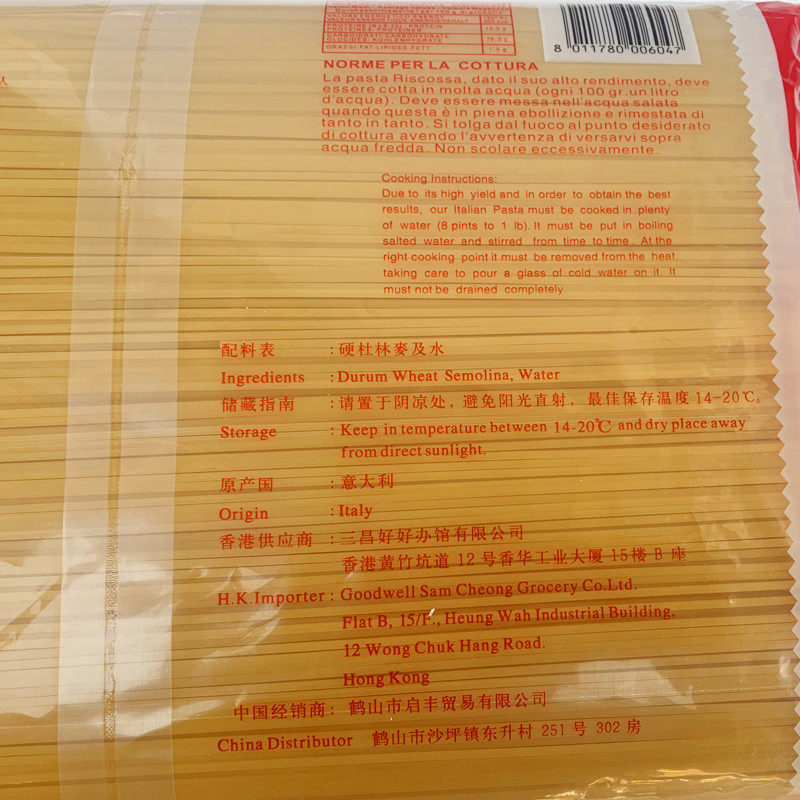 PROTEINE-PROTEINES
CARBOIDRATI-CARBOHYDRATE
GLUCIDES-KOHLENHYDRATE
GRASSI-FAT-LIPIDES-FETT
8 011780 006047
NORME PER LA COTTURA
La pasta Riscossa, dato il suo alto rendimento, deve
essere cotta in molta acqua (ogni 100 gr.un litro
d'acqua). Deve essere messa nell'acqua salata
quando questa è in piena ebollizione e rimestata di
tanto in tanto. Si tolga dal fuoco al punto desiderato
di cottura avendo l'avvertenza di versarvi sopra
acqua fredda. Non scolare eccessivamente.
Cooking Instructions:
Due to its high yield and in order to obtain the best
results, our Italian Pasta must be cooked in plenty
of water (8 pints to 1 lb). It must be put in boiling
salted water and stirred from time to time. At the
right cooking point it must be removed from the heat.
taking care to pour a glass of cold water on it. It
must not be drained completely.
人
配料表 : 硬杜林麥及水
Ingredients : Durum Wheat Semolina, Water
储藏指南 : 请置于阴凉处，避免阳光直射，最佳保存温度 14-20℃。
Storage : Keep in temperature between 14-20℃ and dry place away
from direct sunlight.
原产国 : 意大利
Origin : Italy
香港供应商 : 三昌好好办馆有限公司
香港黄竹坑道 12 号香华工业大厦 15楼 B 座
H.K.Importer : Goodwell Sam Cheong Grocery Co.Ltd.
Flat B, 15/F., Heung Wah Industrial Building,
12 Wong Chuk Hang Road.
Hong Kong
中国经销商: 鹤山市启丰贸易有限公司
China Distributor 鹤山市沙坪镇东升村 251 号 302 房